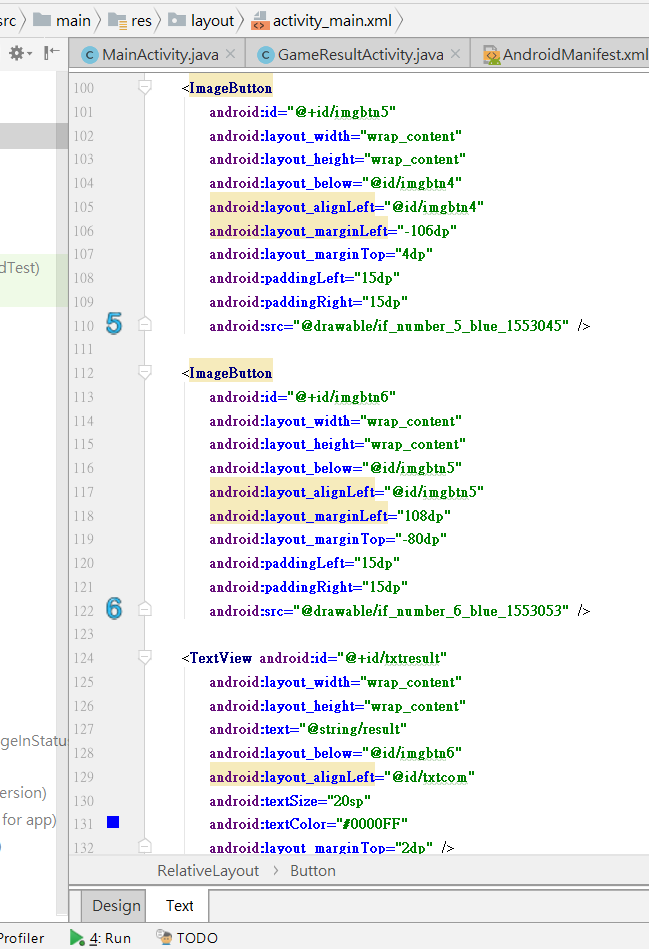 src main res layout activity_main.xml
MainActivity.java GameResultActivity.java AndroidManifest.xml
100 <ImageButton
101 android:id="@+id/imgbtn5"
102 android:layout_width="wrap_content"
103 android:layout_height="wrap_content"
104 android:layout_below="@id/imgbtn4"
105 android:layout_alignLeft="@id/imgbtn4"
106 android:layout_marginLeft="-106dp"
107 android:layout_marginTop="4dp"
dTest)
108 android:paddingLeft="15dp"
109 android:paddingRight="15dp"
110 5 android:src="@drawable/if_number_5_blue_1553045" />
111
112 <ImageButton
113 android:id="@+id/imgbtn6"
114 android:layout_width="wrap_content"
115 android:layout_height="wrap_content"
116 android:layout_below="@id/imgbtn5"
117 android:layout_alignLeft="@id/imgbtn5"
118 android:layout_marginLeft="108dp"
119 android:layout_marginTop="-80dp"
120 android:paddingLeft="15dp"
121 android:paddingRight="15dp"
122 6 android:src="@drawable/if_number_6_blue_1553053" />
123
124 <TextView android:id="@+id/txtresult"
125 android:layout_width="wrap_content"
126 android:layout_height="wrap_content"
127 android:text="@string/result"
geInStatu
128 android:layout_below="@id/imgbtn6"
129 android:layout_alignLeft="@id/txtcom"
ersion)
130 android:textSize="20sp"
for app)
131 android:textColor="#0000FF"
)
132 android:layout_marginTop="2dp" />
RelativeLayout Button
Design Text
Profiler 4: Run TODO